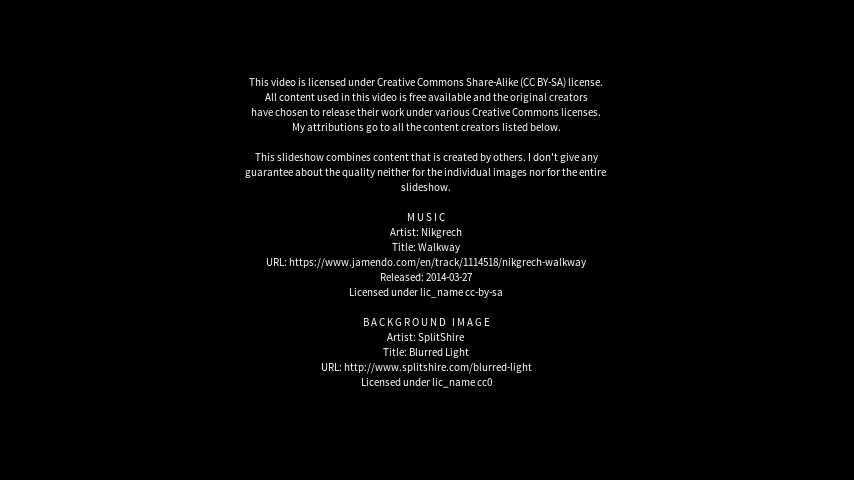 This video is licensed under Creative Commons Share-Alike (CC BY-SA) license.
All content used in this video is free available and the original creators
have chosen to release their work under various Creative Commons licenses.
My attributions go to all the content creators listed below.
This slideshow combines content that is created by others. I don't give any
guarantee about the quality neither for the individual images nor for the entire
slideshow.
MUSIC
Artist: Nikgrech
Title: Walkway
URL: https://www.jamendo.com/en/track/1114518/nikgrech-walkway
Released: 2014-03-27
Licensed under lic_name cc-by-sa
BACKGROUND IMAGE
Artist: SplitShire
Title: Blurred Light
URL: http://www.splitshire.com/blurred-light
Licensed under lic_name cc0